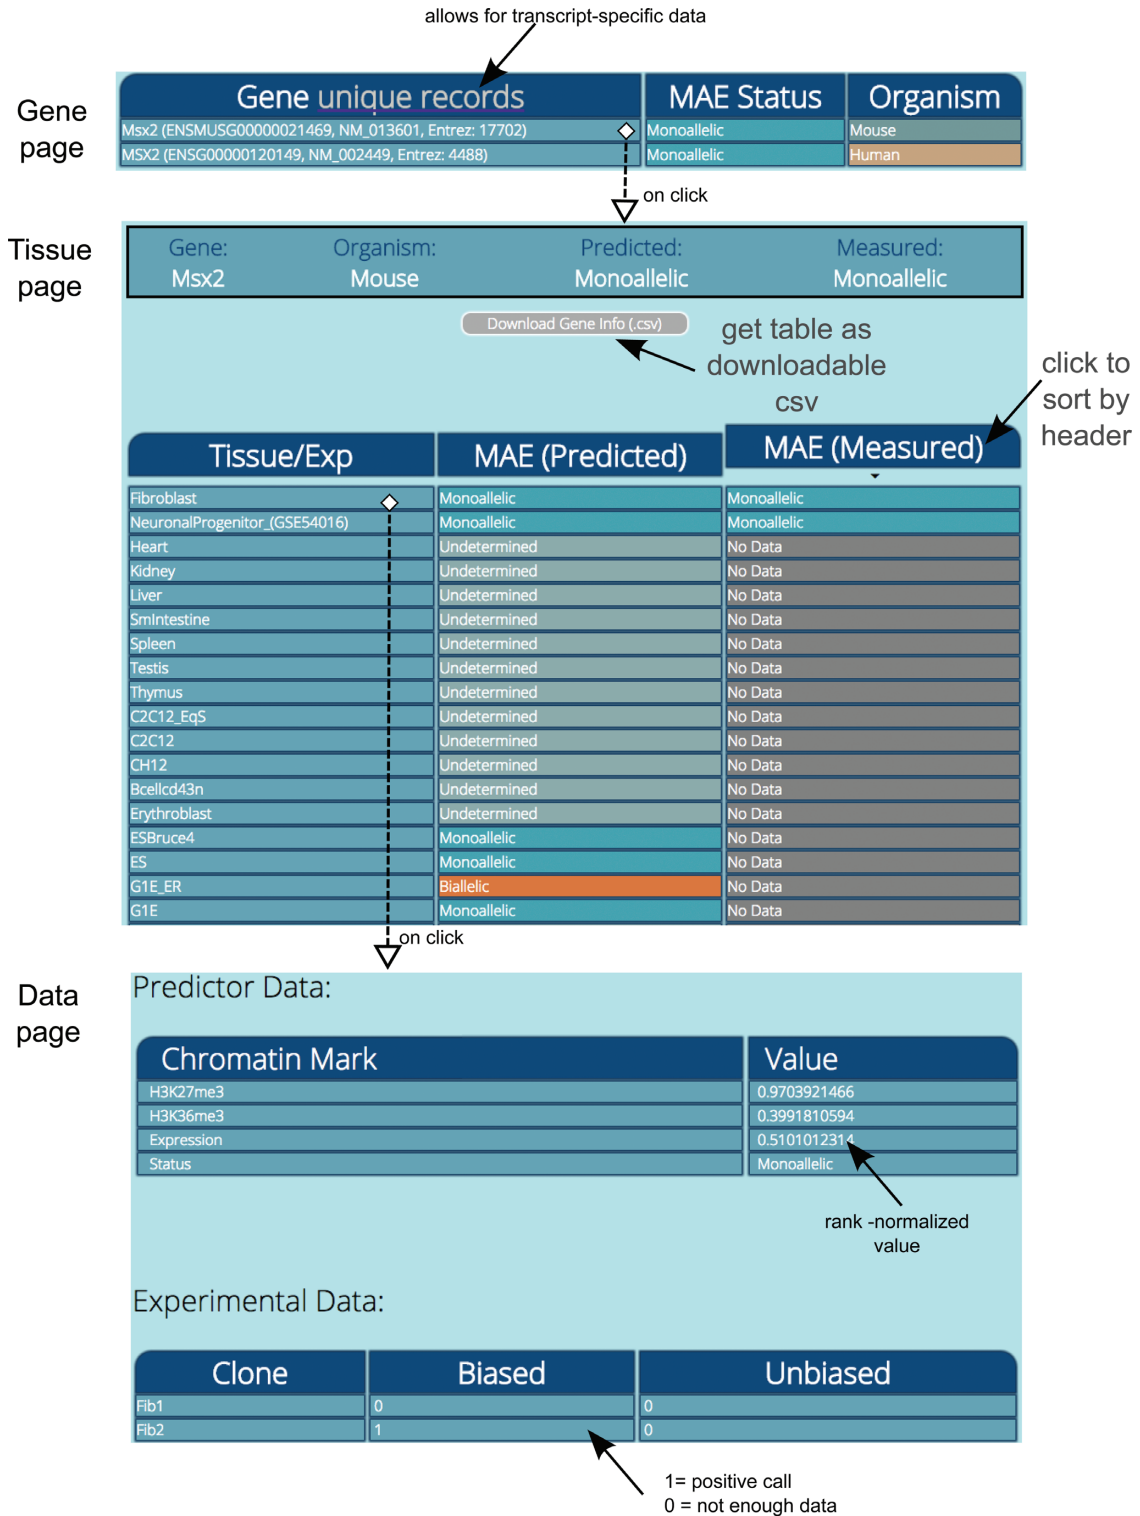 allows for transcript-specific data
Gene page
Gene unique records MAE Status Organism
Msx2 (ENSMUSG00000021469, NM_013601, Entrez: 17702) Monoallelic Mouse
MSX2 (ENSG00000120149, NM_002449, Entrez: 4488) Monoallelic Human
on click
Tissue page
Gene: Organism: Predicted: Measured:
Msx2 Mouse Monoallelic Monoallelic
Download Gene Info (.csv)
get table as downloadable csv
click to sort by header
Tissue/Exp MAE (Predicted) MAE (Measured)
Fibroblast Monoallelic Monoallelic
NeuronalProgenitor_(GSE54016) Monoallelic Monoallelic
Heart Undetermined No Data
Kidney Undetermined No Data
Liver Undetermined No Data
SmIntestine Undetermined No Data
Spleen Undetermined No Data
Testis Undetermined No Data
Thymus Undetermined No Data
C2C12_EqS Undetermined No Data
C2C12 Undetermined No Data
CH12 Undetermined No Data
Bcellcd43n Undetermined No Data
Erythroblast Undetermined No Data
ESBruce4 Monoallelic No Data
ES Monoallelic No Data
G1E_ER Biallelic No Data
G1E Monoallelic No Data
on click
Data page
Predictor Data:
Chromatin Mark Value
H3K27me3 0.9703921466
H3K36me3 0.3991810594
Expression 0.5101012314
Status Monoallelic
rank -normalized value
Experimental Data:
Clone Biased Unbiased
Fib1 0 0
Fib2 1 0
1= positive call
0 = not enough data